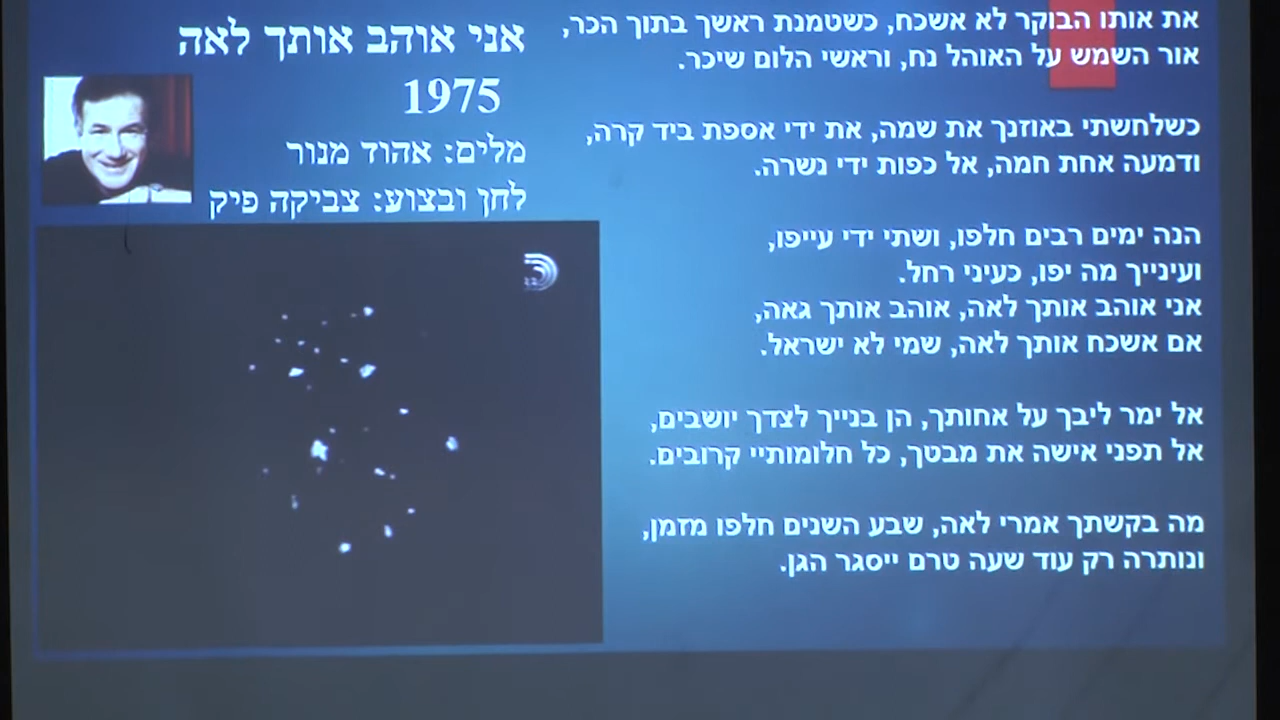 אני אוהב אותך לאה
1975
מלים: אהוד מנור
לחן ובצוע: צביקה פיק
את אותו הבוקר לא אשכח, כשטמנת ראשך בתוך הכר,
אור השמש על האוהל נח, וראשי הלום שיכר.
כשלחשתי באוזנך את שמה, את ידי אספת ביד קרה,
ודמעה אחת חמה, אל כפות ידי נשרה.
הנה ימים רבים חלפו, ושתי ידי עייפו,
ועינייך מה יפו, כעיני רחל.
אני אוהב אותך לאה, אוהב אותך גאה,
אם אשכח אותך לאה, שמי לא ישראל.
אל ימר ליבך על אחותך, הן בנייך לצדך יושבים,
אל תפני אישה את מבטך, כל חלומותיי קרובים.
מה בקשתך אמרי לאה, שבע השנים חלפו מזמן,
ונותרה רק עוד שעה טרם ייסגר הגן.